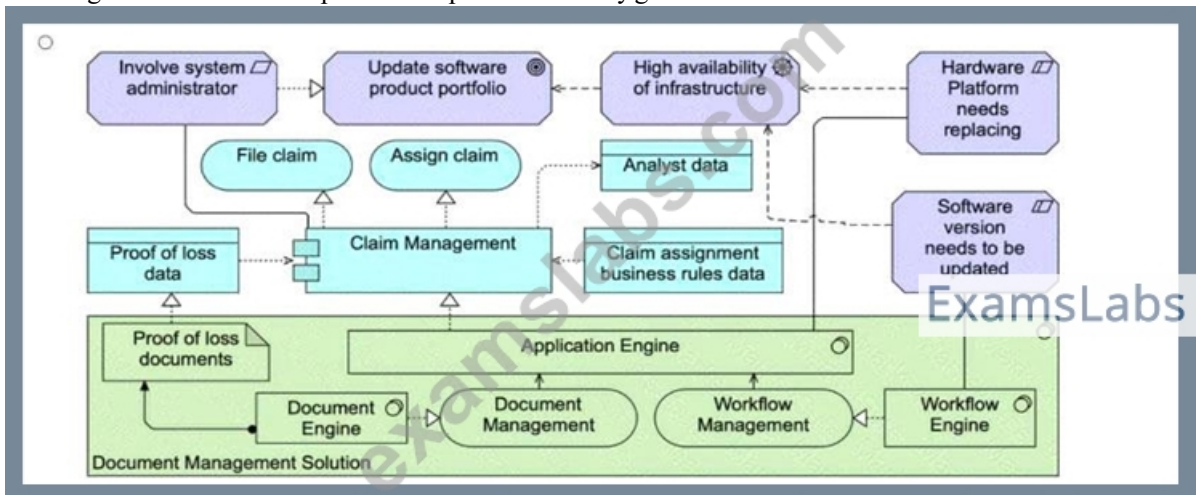 Involve system
administrator
Update software
product portfolio
High availability
of infrastructure
Hardware
Platform
needs
replacing
File claim
Assign claim
Analyst data
Software
version
needs to be
updated
Proof of loss
data
Claim Management
Claim assignment
business rules data
ExamsLabs
Proof of loss
documents
Application Engine
Document
Engine
Document
Management
Workflow
Management
Workflow
Engine
Document Management Solution
examslabs.com